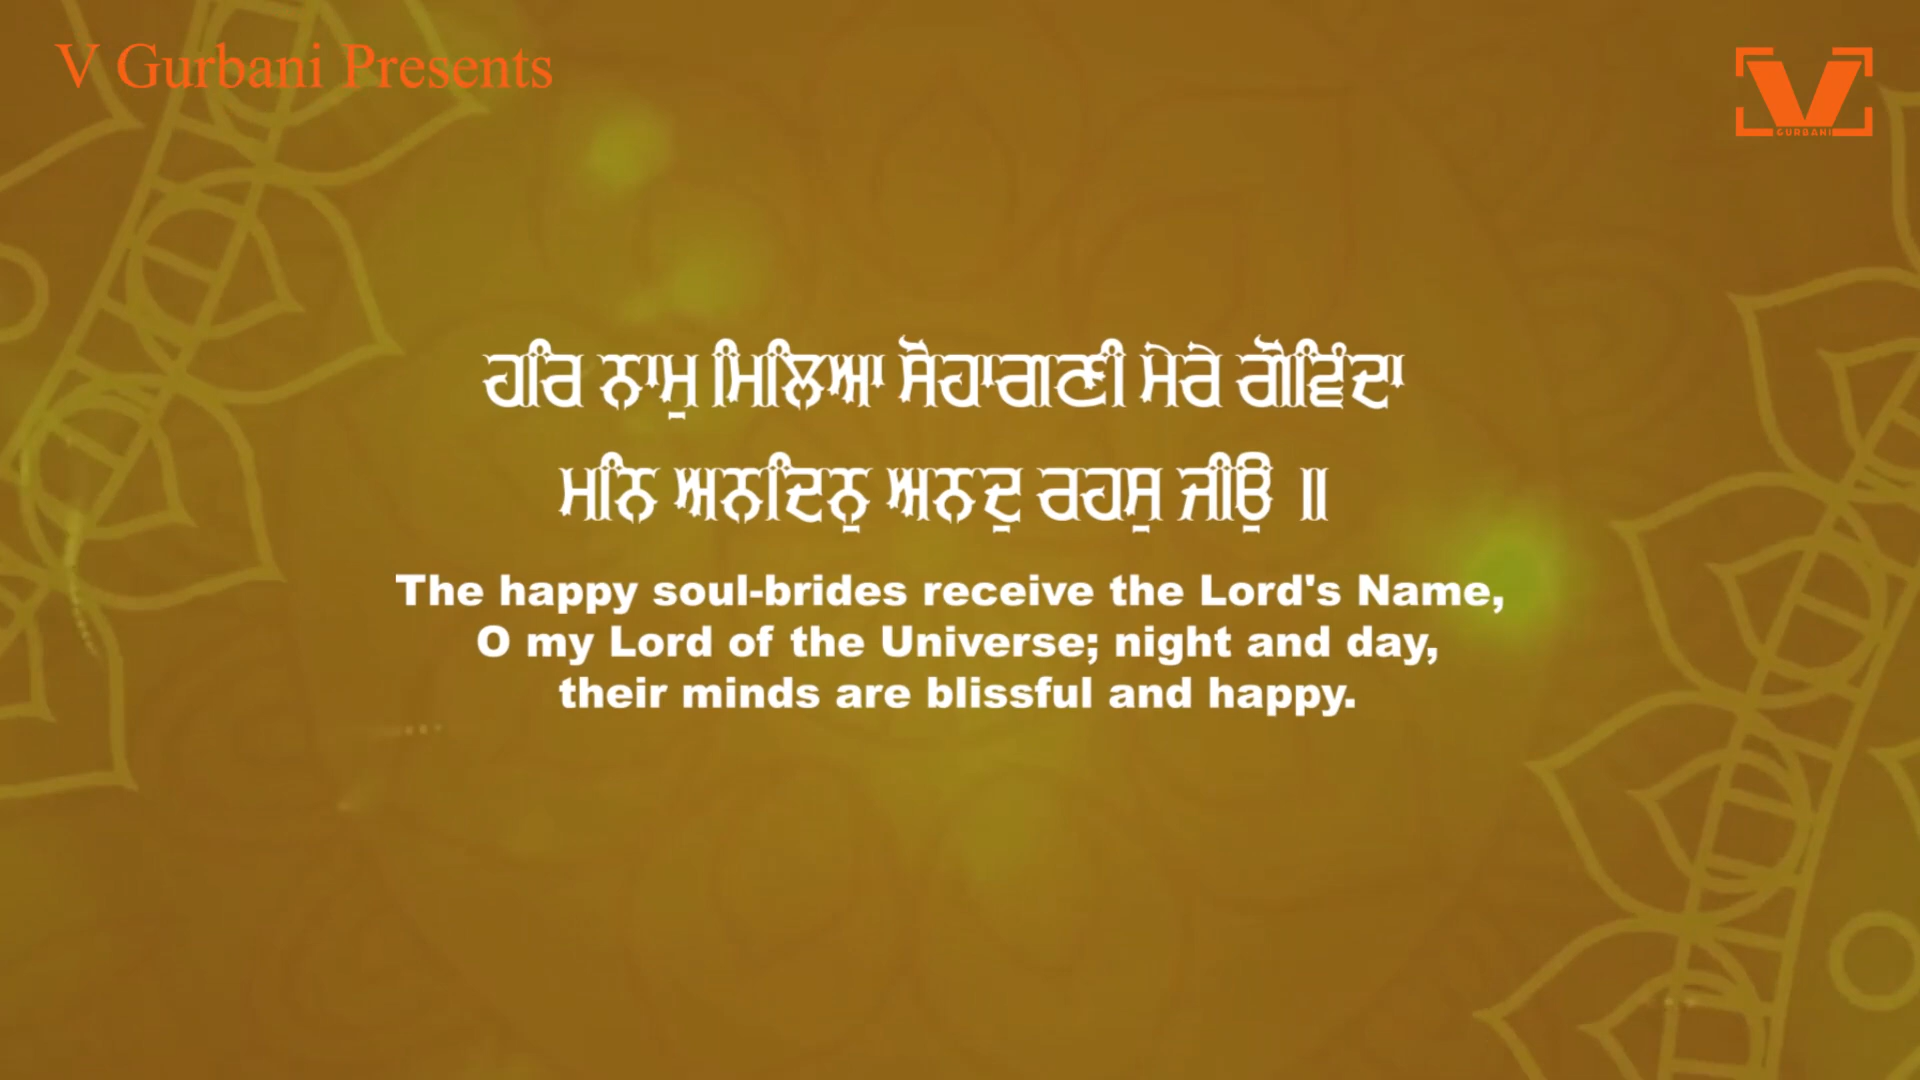 V Gurbani Presents
V
GURBANI
ਹਰਿ ਨਾਮੁ ਮਿਲਿਆ ਸੋਹਾਗਣੀ ਮੇਰੇ ਗੋਵਿੰਦਾ
ਮਨਿ ਅਨਦਿਨੁ ਅਨਦੁ ਰਹਸੁ ਜੀਉ ॥
The happy soul-brides receive the Lord's Name,
O my Lord of the Universe; night and day,
their minds are blissful and happy.